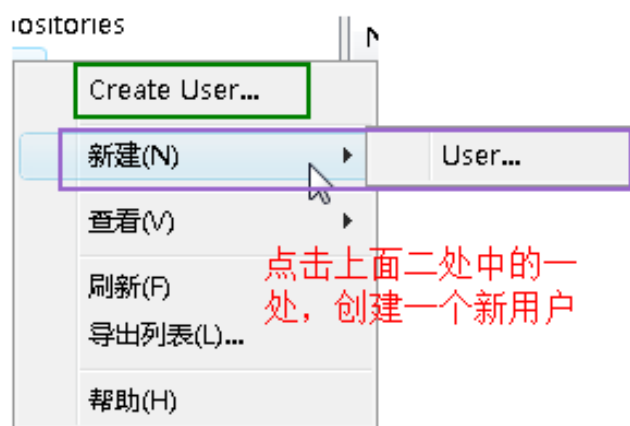 ositories
N
Create User...
新建(N)
User...
查看(V)
点击上面二处中的一
处，创建一个新用户
刷新(F)
导出列表(L)...
帮助(H)